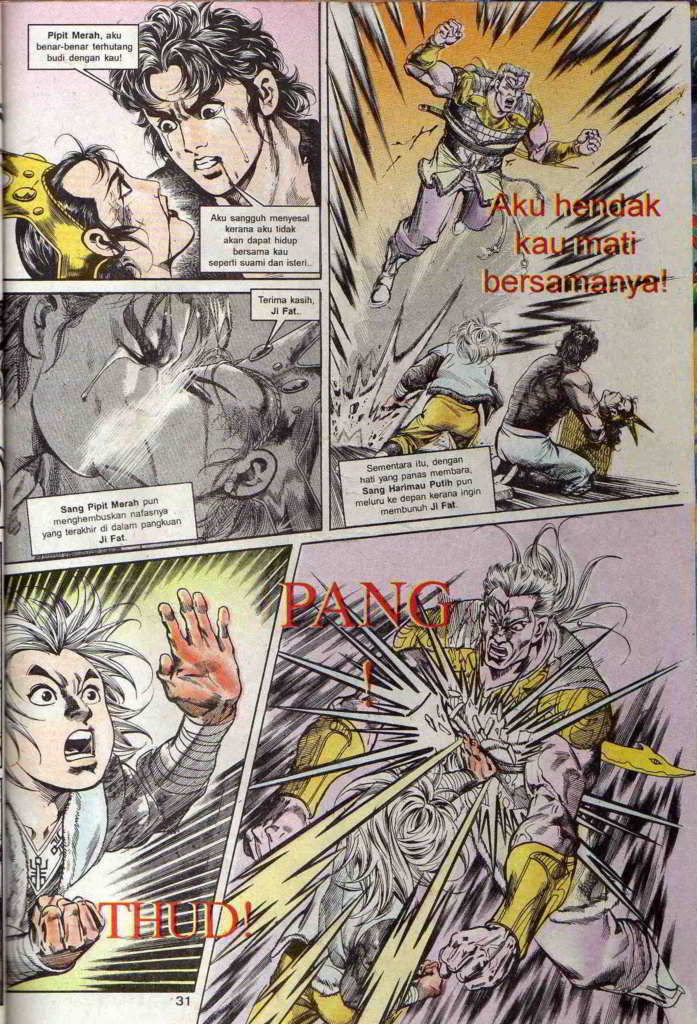 Pipit Merah, aku
benar-benar terhutang
budi dengan kau!
Aku sangguh menyesal
kerana aku tidak
akan dapat hidup
bersama kau
seperti suami dan isteri..
Terima kasih,
Ji Fat..
Sang Pipit Merah pun
menghembuskan nafasnya
yang terakhir di dalam pangkuan
Ji Fat.
Aku hendak
kau mati
bersamanya!
Sementara itu, dengan
hati yang panas membara,
Sang Harimau Putih pun
meluru ke depan kerana ingin
membunuh Ji Fat.
THUD!
PANG
!
31